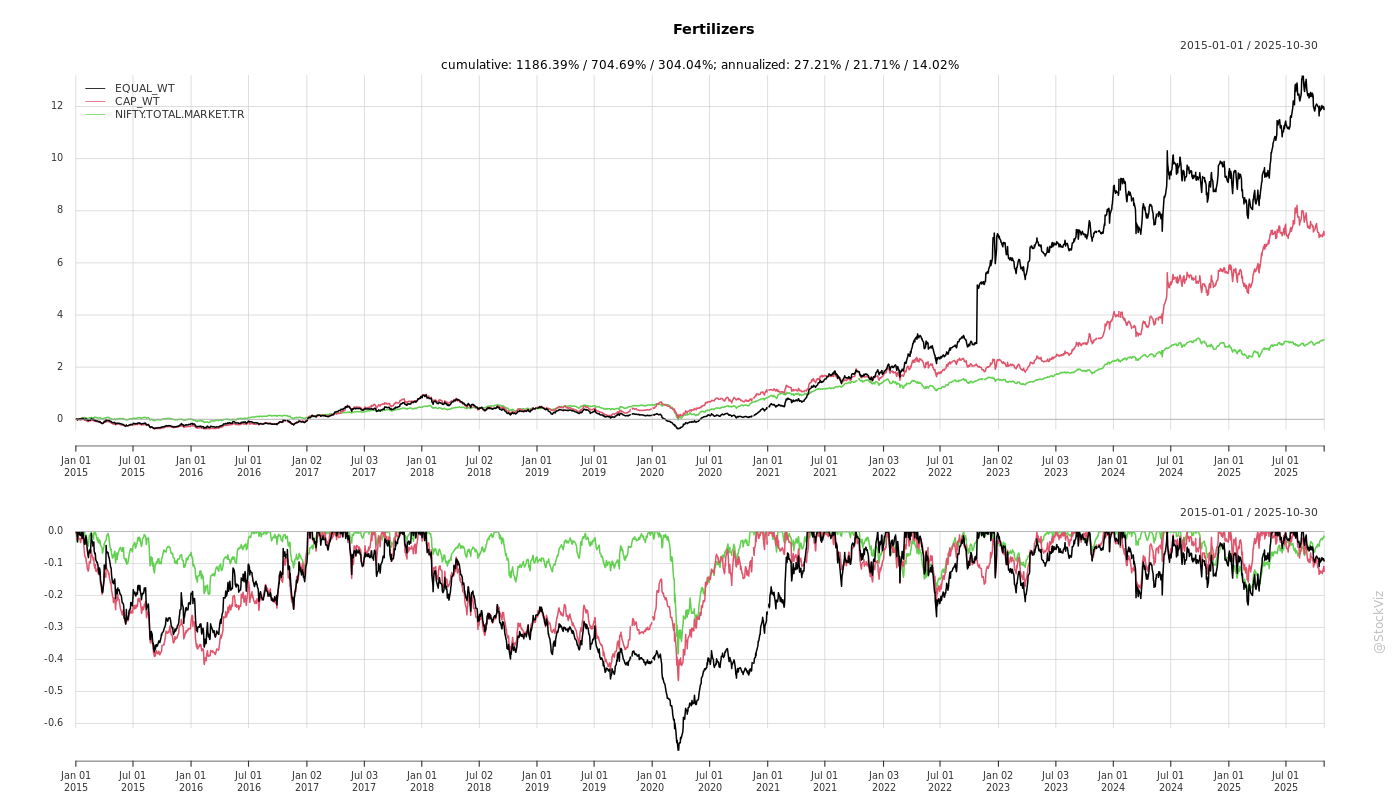 Fertilizers
2015-01-01 / 2025-10-30
cumulative: 1186.39% / 704.69% / 304.04%; annualized: 27.21% / 21.71% / 14.02%
EQUAL_WT
CAP_WT
NIFTY.TOTAL.MARKET.TR
12
10
8
6
4
2
0
Jan 01 Jul 01 Jan 01 Jul 01 Jan 02 Jul 03 Jan 01 Jul 02 Jan 01 Jul 01 Jan 01 Jul 01 Jan 01 Jul 01 Jan 03 Jul 01 Jan 02 Jul 03 Jan 01 Jul 01 Jan 01 Jul 01
2015 2015 2016 2016 2017 2017 2018 2018 2019 2019 2020 2020 2021 2021 2022 2022 2023 2023 2024 2024 2025 2025
2015-01-01 / 2025-10-30
0.0
-0.1
-0.2
-0.3
-0.4
-0.5
-0.6
Jan 01 Jul 01 Jan 01 Jul 01 Jan 02 Jul 03 Jan 01 Jul 02 Jan 01 Jul 01 Jan 01 Jul 01 Jan 01 Jul 01 Jan 03 Jul 01 Jan 02 Jul 03 Jan 01 Jul 01 Jan 01 Jul 01
2015 2015 2016 2016 2017 2017 2018 2018 2019 2019 2020 2020 2021 2021 2022 2022 2023 2023 2024 2024 2025 2025
@StockViz